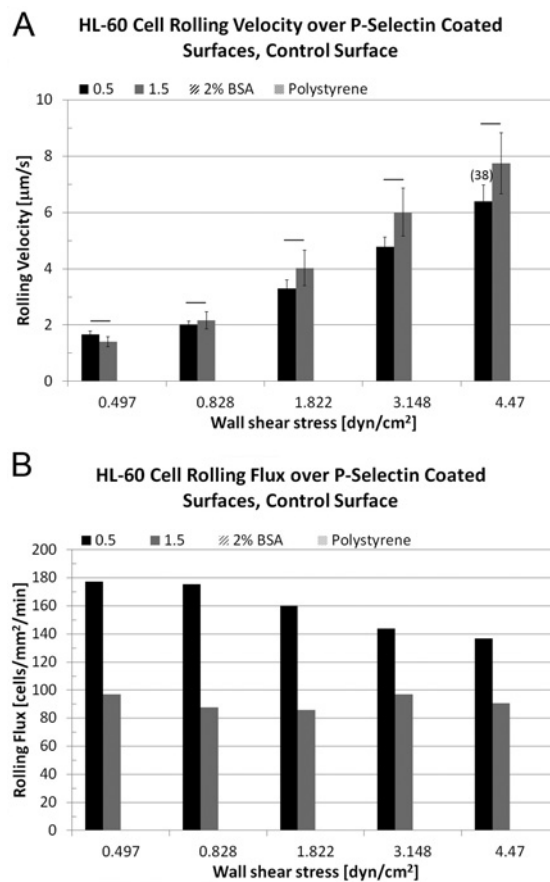 A
HL-60 Cell Rolling Velocity over P-Selectin Coated
Surfaces, Control Surface
0.5 1.5 2% BSA Polystyrene
10
8
6
4
2
0
Rolling Velocity [µm/s]
(38)
0.497 0.828 1.822 3.148 4.47
Wall shear stress [dyn/cm²]
B
HL-60 Cell Rolling Flux over P-Selectin Coated
Surfaces, Control Surface
0.5 1.5 2% BSA Polystyrene
200
180
160
140
120
100
80
60
40
20
0
Rolling Flux [cells/mm²/min]
0.497 0.828 1.822 3.148 4.47
Wall shear stress [dyn/cm²]